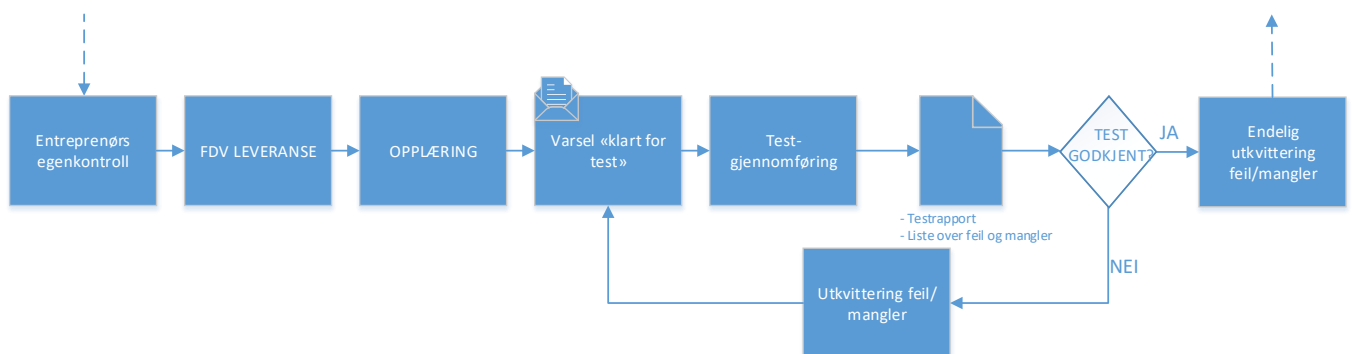 Entreprenørs
egenkontroll
FDV LEVERANSE
OPPLÆRING
Varsel «klart for
test»
Test-
gjennomføring
- Testrapport
- Liste over feil og mangler
TEST
GODKJENT?
JA
Endelig
utkvittering
feil/mangler
NEI
Utkvittering feil/
mangler